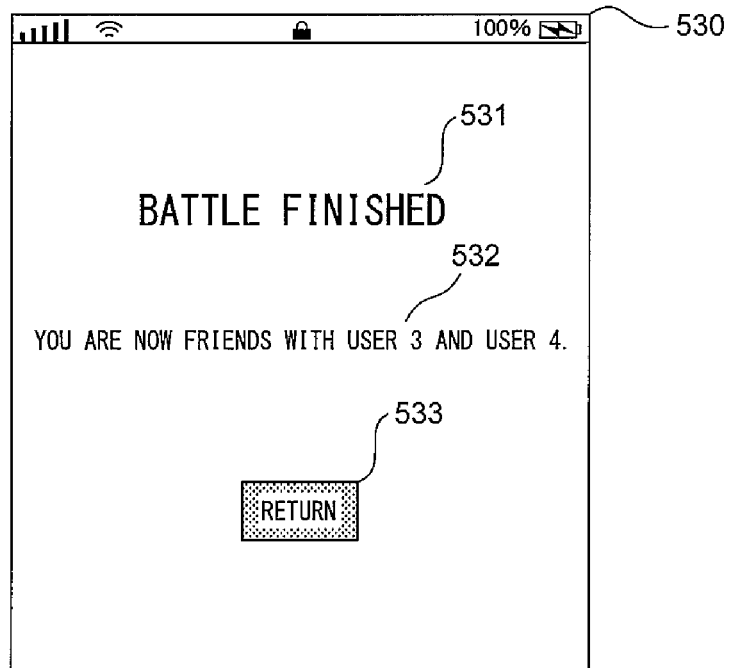 100%
530
531
BATTLE FINISHED
532
YOU ARE NOW FRIENDS WITH USER 3 AND USER 4.
533
RETURN